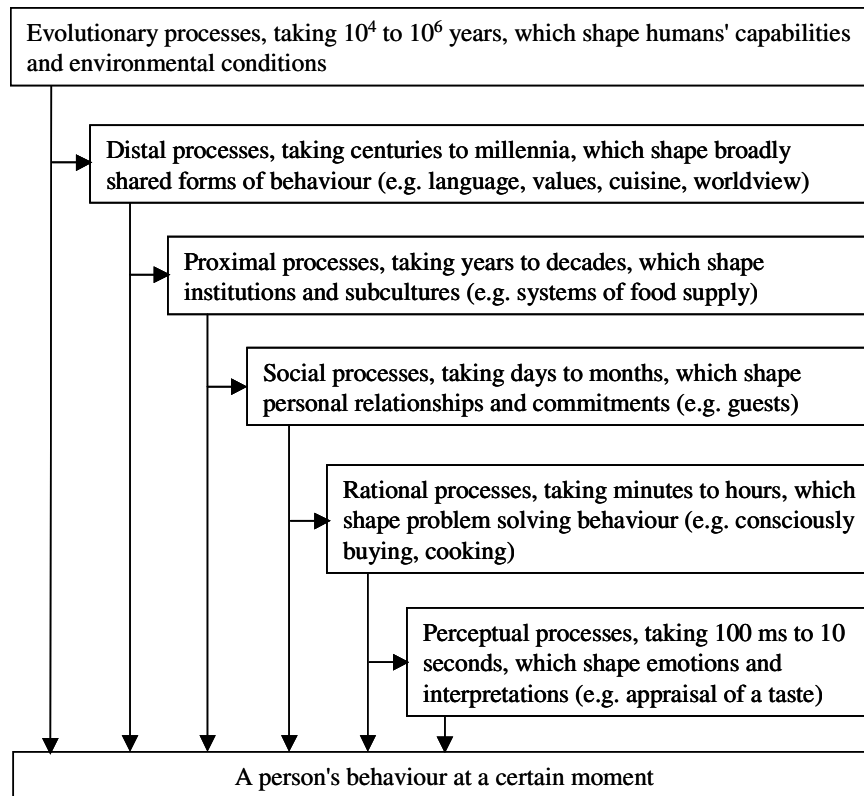 Evolutionary processes, taking 10⁴ to 10⁶ years, which shape humans' capabilities
and environmental conditions
Distal processes, taking centuries to millennia, which shape broadly
shared forms of behaviour (e.g. language, values, cuisine, worldview)
Proximal processes, taking years to decades, which shape
institutions and subcultures (e.g. systems of food supply)
Social processes, taking days to months, which shape
personal relationships and commitments (e.g. guests)
Rational processes, taking minutes to hours, which
shape problem solving behaviour (e.g. consciously
buying, cooking)
Perceptual processes, taking 100 ms to 10
seconds, which shape emotions and
interpretations (e.g. appraisal of a taste)
A person's behaviour at a certain moment